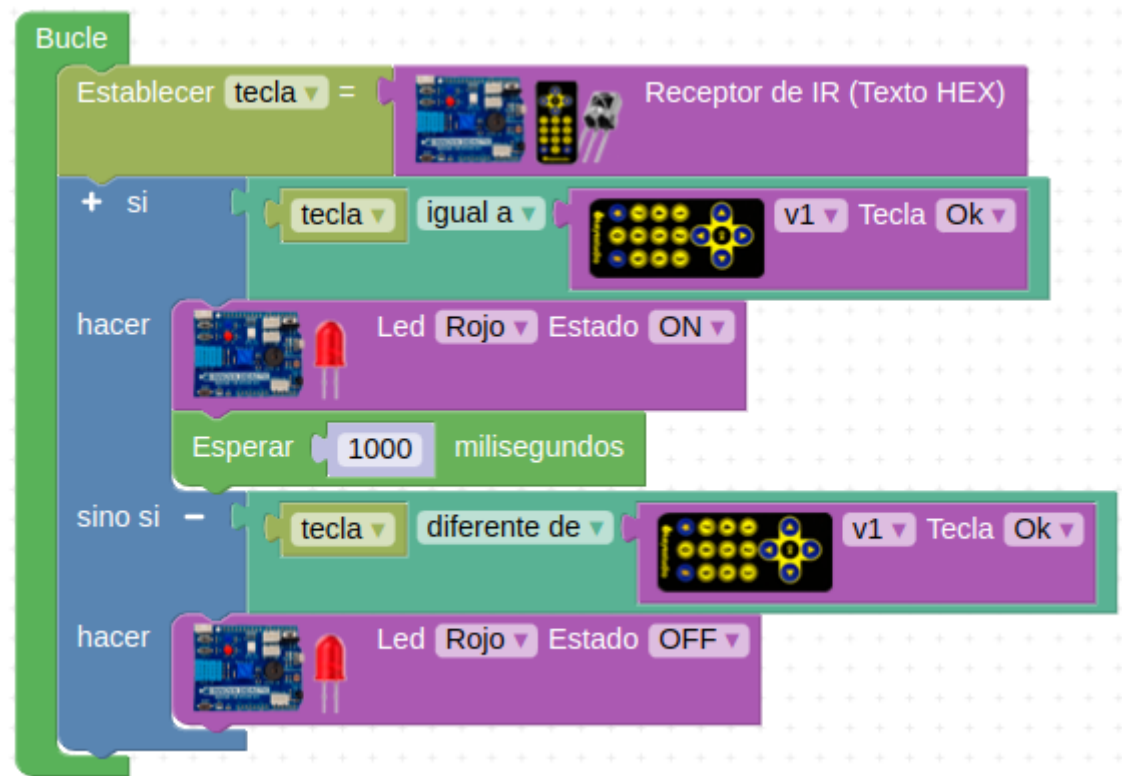 Bucle
Establecer tecla = Receptor de IR (Texto HEX)
+ si tecla igual a v1 Tecla Ok
hacer Led Rojo Estado ON
Esperar 1000 milisegundos
sino si − tecla diferente de v1 Tecla Ok
hacer Led Rojo Estado OFF